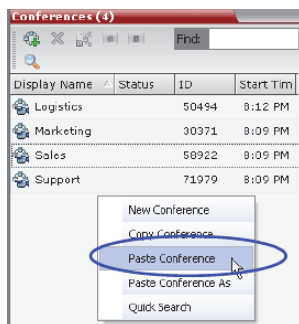 Conferences (4)
Find:
Display Name Status ID Start Tim
Logistics 50494 8:12 PM
Marketing 30371 8:09 PM
Sales 58922 8:09 PM
Support 71979 8:09 PM
New Conference
Copy Conference
Paste Conference
Paste Conference As
Quick Search